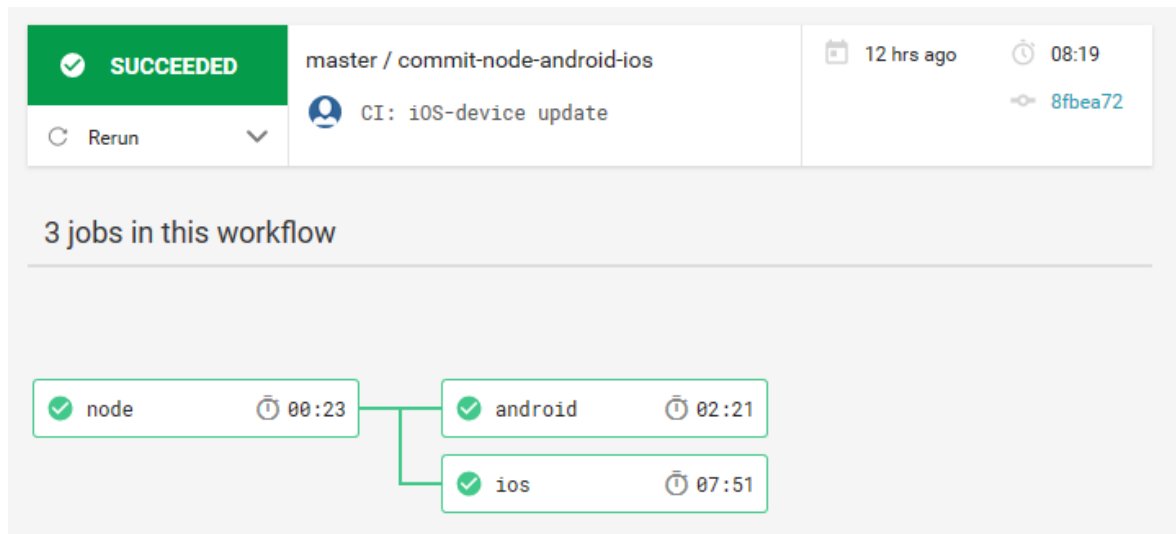 SUCCEEDED
Rerun
master / commit-node-android-ios
CI: iOS-device update
12 hrs ago
08:19
8fbea72
3 jobs in this workflow
node 00:23
android 02:21
ios 07:51